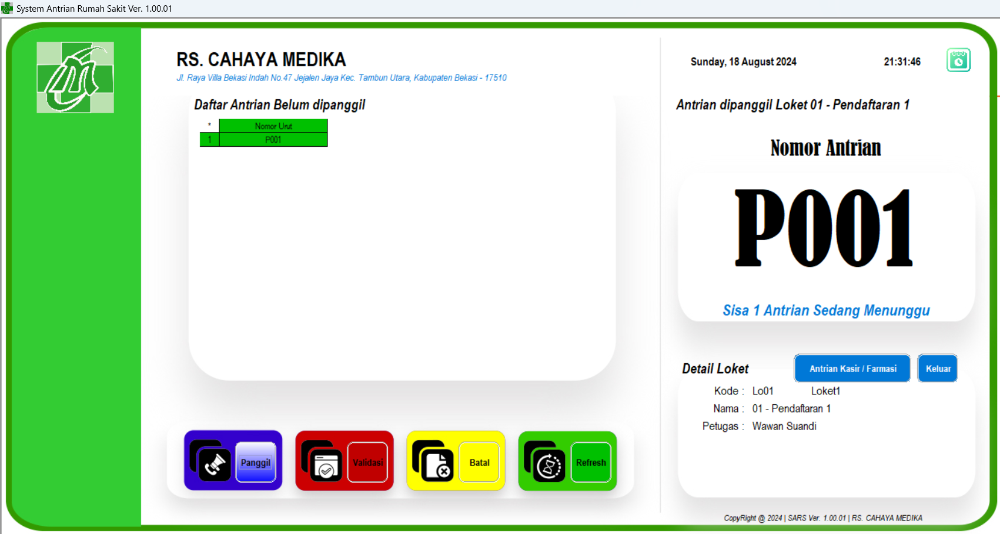 System Antrian Rumah Sakit Ver. 1.00.01
RS. CAHAYA MEDIKA
Jl. Raya Villa Bekasi Indah No.47 Jejalen Jaya Kec. Tambun Utara, Kabupaten Bekasi - 17510
Sunday, 18 August 2024 21:31:46
Daftar Antrian Belum dipanggil
* Nomor Urut
1 P001
Antrian dipanggil Loket 01 - Pendaftaran 1
Nomor Antrian
P001
Sisa 1 Antrian Sedang Menunggu
Detail Loket
Antrian Kasir / Farmasi
Keluar
Kode : Lo01 Loket1
Nama : 01 - Pendaftaran 1
Petugas : Wawan Suandi
Panggil
Validasi
Batal
Refresh
CopyRight @ 2024 | SARS Ver. 1.00.01 | RS. CAHAYA MEDIKA